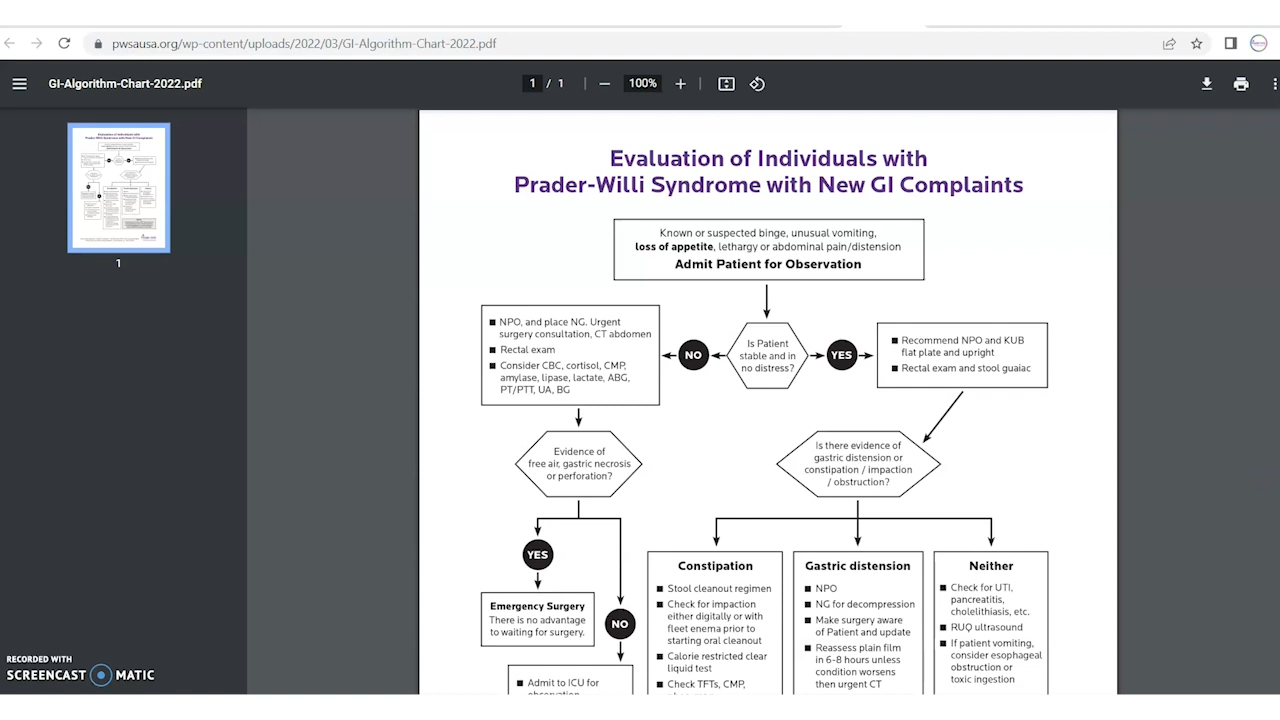 pwsausa.org/wp-content/uploads/2022/03/GI-Algorithm-Chart-2022.pdf
GI-Algorithm-Chart-2022.pdf
1 / 1
100%
1
Evaluation of Individuals with
Prader-Willi Syndrome with New GI Complaints
Known or suspected binge, unusual vomiting,
loss of appetite, lethargy or abdominal pain/distension
Admit Patient for Observation
■ NPO, and place NG. Urgent
surgery consultation, CT abdomen
■ Rectal exam
■ Consider CBC, cortisol, CMP,
amylase, lipase, lactate, ABG,
PT/PTT, UA, BG
NO
Is Patient
stable and in
no distress?
YES
■ Recommend NPO and KUB
flat plate and upright
■ Rectal exam and stool guaiac
Evidence of
free air, gastric necrosis
or perforation?
Is there evidence of
gastric distension or
constipation / impaction
/ obstruction?
YES
Emergency Surgery
There is no advantage
to waiting for surgery.
NO
■ Admit to ICU for
Constipation
■ Stool cleanout regimen
■ Check for impaction
either digitally or with
fleet enema prior to
starting oral cleanout
■ Calorie restricted clear
liquid test
■ Check TFTs, CMP,
Gastric distension
■ NPO
■ NG for decompression
■ Make surgery aware
of Patient and update
■ Reassess plain film
in 6-8 hours unless
condition worsens
then urgent CT
Neither
■ Check for UTI,
pancreatitis,
cholelithiasis, etc.
■ RUQ ultrasound
■ If patient vomiting,
consider esophageal
obstruction or
toxic ingestion
RECORDED WITH
SCREENCAST MATIC